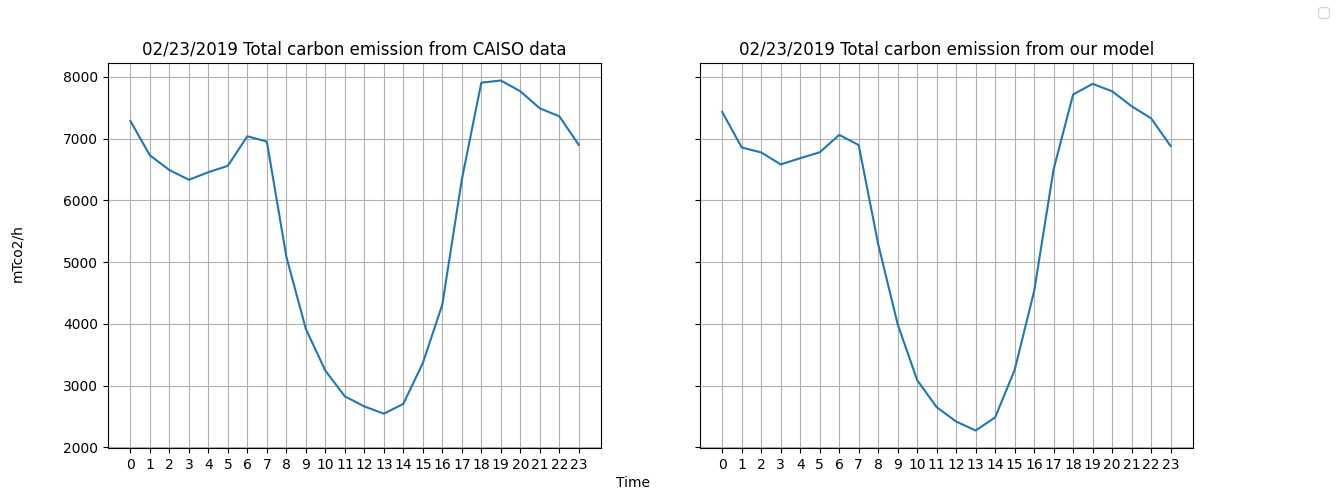 02/23/2019 Total carbon emission from CAISO data
02/23/2019 Total carbon emission from our model
8000
7000
6000
5000
4000
3000
2000
mTco2/h
0 1 2 3 4 5 6 7 8 9 10 11 12 13 14 15 16 17 18 19 20 21 22 23
0 1 2 3 4 5 6 7 8 9 10 11 12 13 14 15 16 17 18 19 20 21 22 23
Time